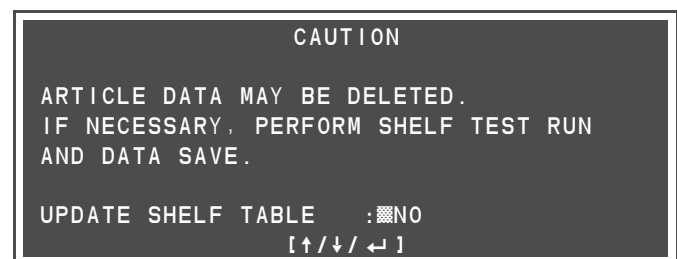 CAUTION
ARTICLE DATA MAY BE DELETED.
IF NECESSARY, PERFORM SHELF TEST RUN
AND DATA SAVE.
UPDATE SHELF TABLE :▒NO
[↑/↓/↵]